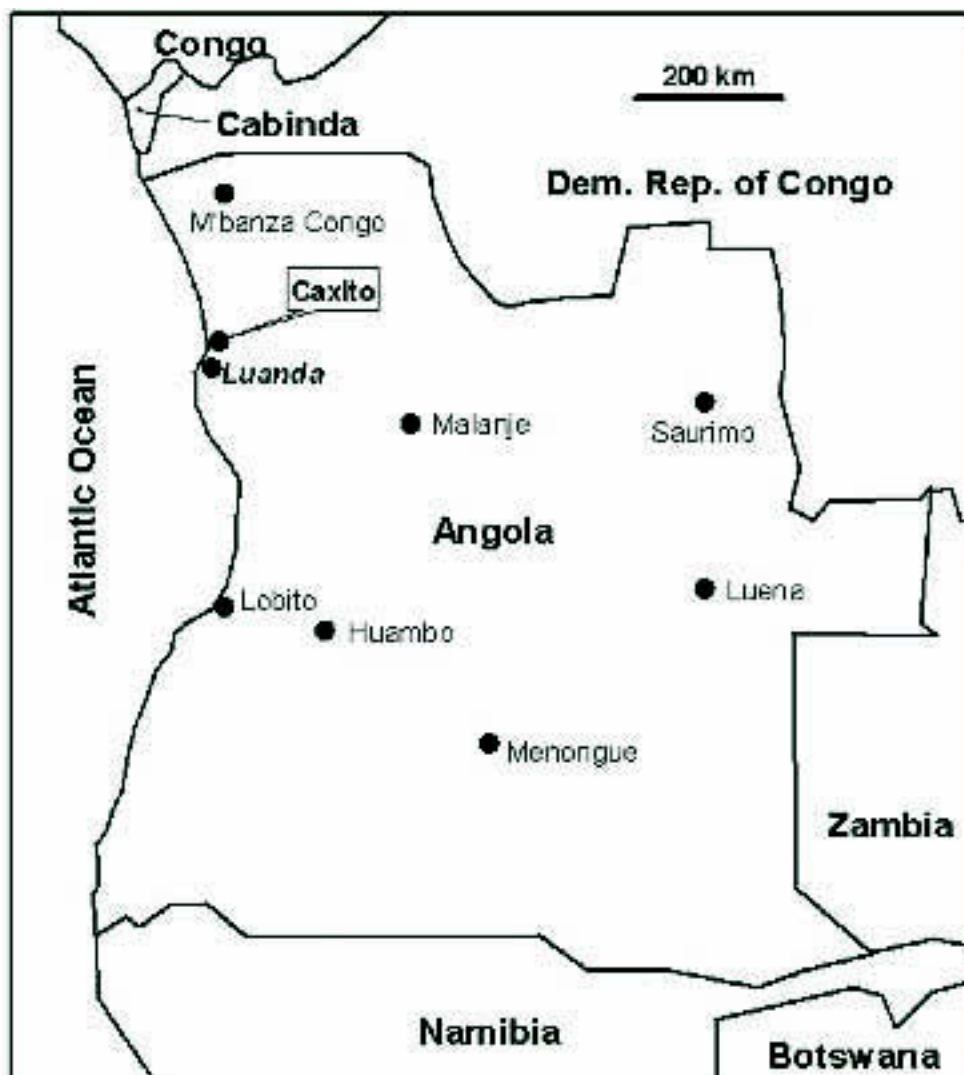 Congo
200 km
Cabinda
Dem. Rep. of Congo
M'banza Congo
Caxito
Luanda
Malanje
Saurimo
Atlantic Ocean
Angola
Lobito
Luena
Huambo
Menongue
Zambia
Namibia
Botswana